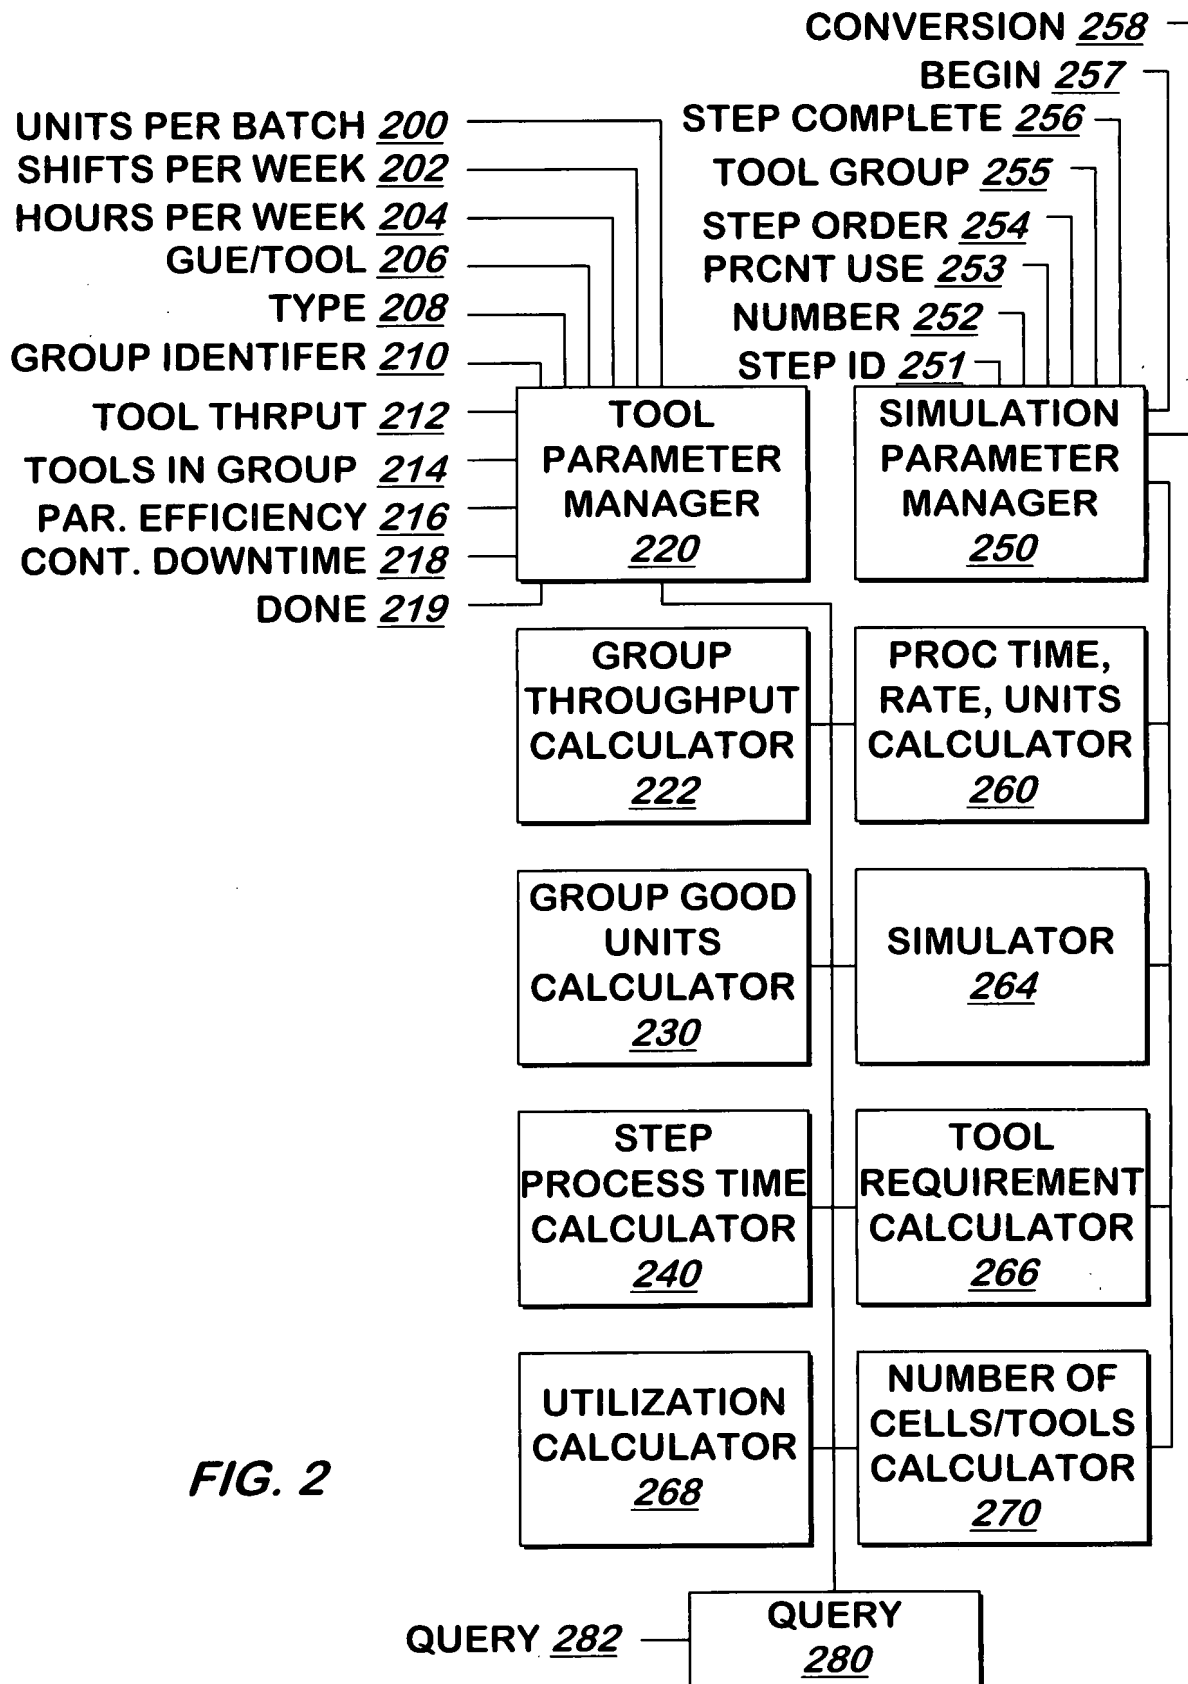 CONVERSION 258
BEGIN 257
UNITS PER BATCH 200
STEP COMPLETE 256
SHIFTS PER WEEK 202
TOOL GROUP 255
HOURS PER WEEK 204
STEP ORDER 254
GUE/TOOL 206
PRCNT USE 253
TYPE 208
NUMBER 252
GROUP IDENTIFER 210
STEP ID 251
TOOL THRPUT 212
TOOLS IN GROUP 214
PAR. EFFICIENCY 216
CONT. DOWNTIME 218
DONE 219
TOOL
PARAMETER
MANAGER
220
SIMULATION
PARAMETER
MANAGER
250
GROUP
THROUGHPUT
CALCULATOR
222
PROC TIME,
RATE, UNITS
CALCULATOR
260
GROUP GOOD
UNITS
CALCULATOR
230
SIMULATOR
264
STEP
PROCESS TIME
CALCULATOR
240
TOOL
REQUIREMENT
CALCULATOR
266
UTILIZATION
CALCULATOR
268
NUMBER OF
CELLS/TOOLS
CALCULATOR
270
FIG. 2
QUERY 282
QUERY
280